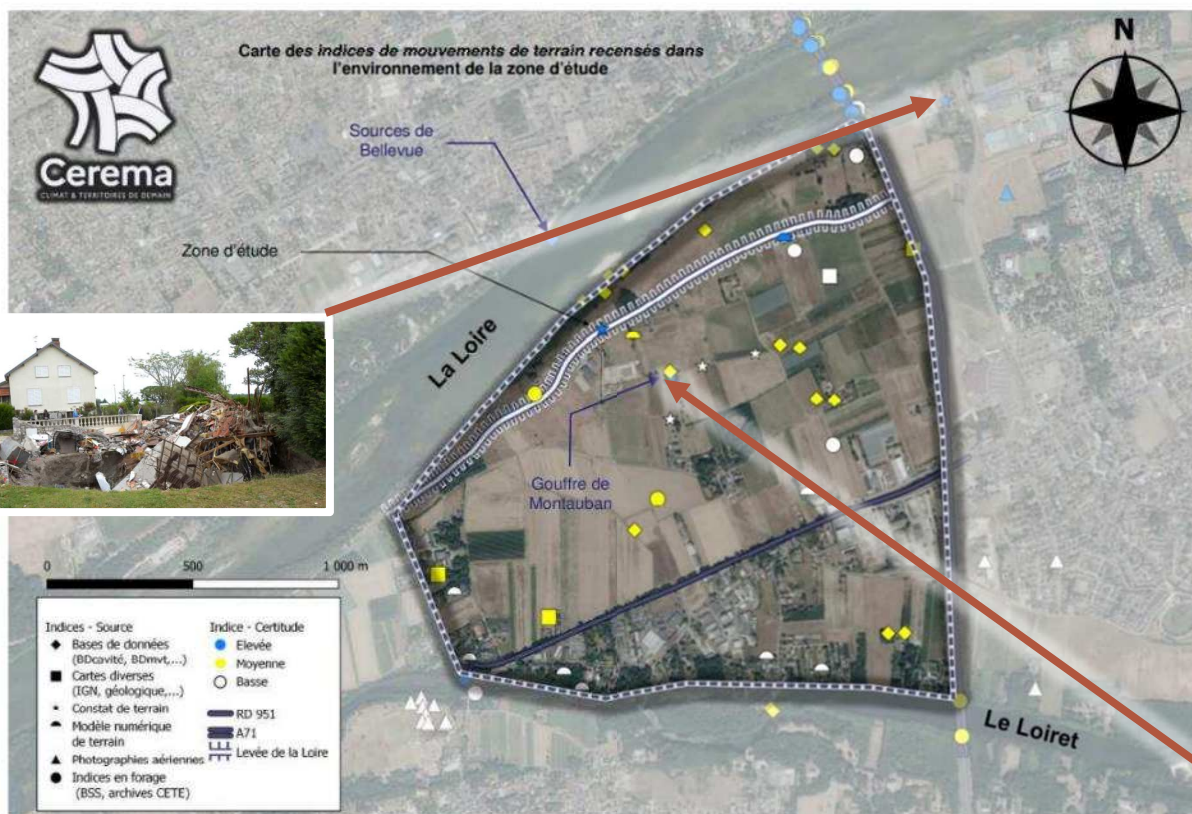 Cerema
CLIMAT & TERRITOIRES DE DEMAIN
Carte des indices de mouvements de terrain recensés dans
l'environnement de la zone d'étude
N
Sources de
Bellevue
Zone d'étude
La Loire
Gouffre de
Montauban
Le Loiret
0 500 1 000 m
Indices - Source
Bases de données
(BDcavité, BDmvt,...)
Cartes diverses
(IGN, géologique,...)
Constat de terrain
Modèle numérique
de terrain
Photographies aériennes
Indices en forage
(BSS, archives CETE)
Indice - Certitude
Elevée
Moyenne
Basse
RD 951
A71
Levée de la Loire